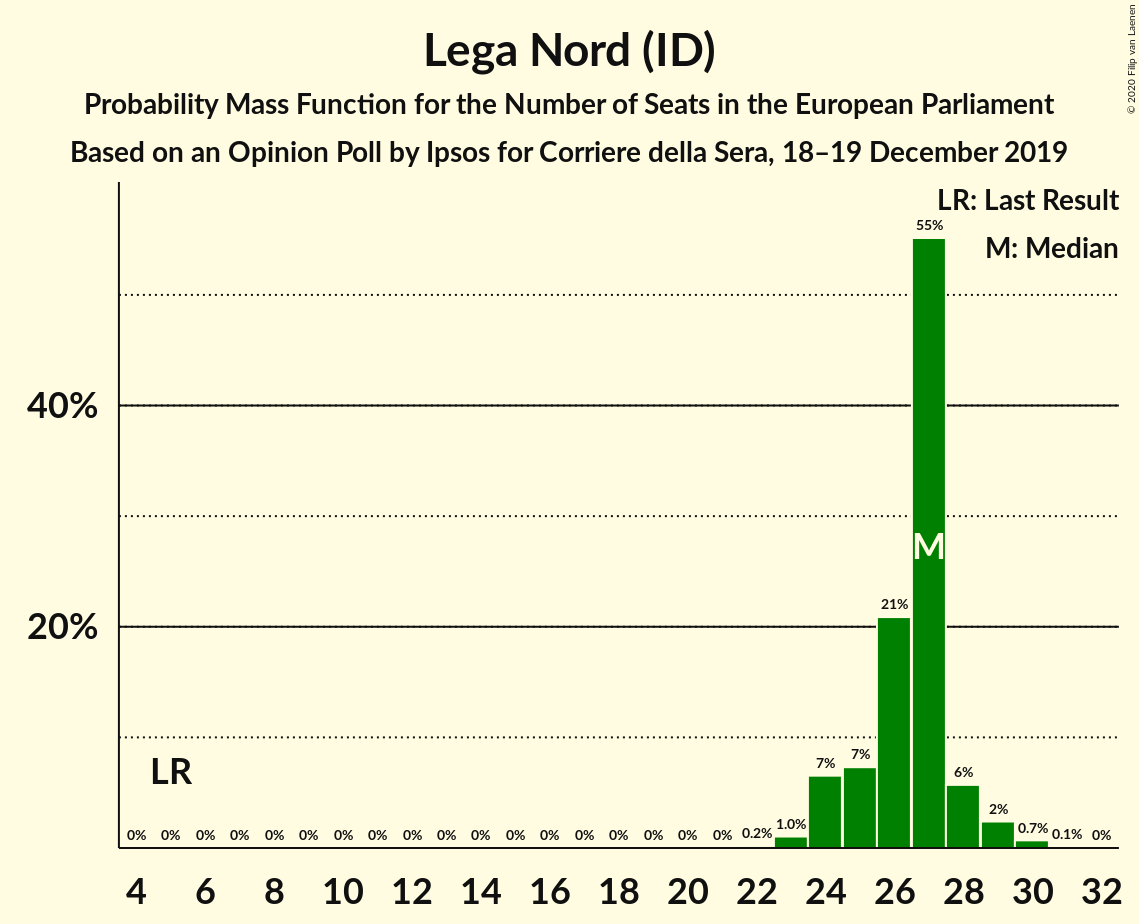 Lega Nord (ID)
Probability Mass Function for the Number of Seats in the European Parliament
Based on an Opinion Poll by Ipsos for Corriere della Sera, 18–19 December 2019
© 2020 Filip van Laenen
LR: Last Result
M: Median
55%
40%
M
21%
20%
LR
7%
7%
6%
2%
0% 0% 0% 0% 0% 0% 0% 0% 0% 0% 0% 0% 0% 0% 0% 0% 0% 0% 0.2% 1.0% 0.7% 0.1% 0%
4 6 8 10 12 14 16 18 20 22 24 26 28 30 32